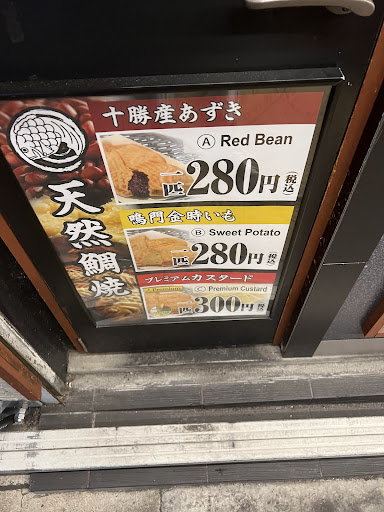 天然鯛焼
十勝産あずき
Ⓐ Red Bean
一匹280円(税込)
鳴門金時いも
Ⓑ Sweet Potato
一匹280円(税込)
プレミアムカスタード
Ⓒ Premium Custard
一匹300円(税込)